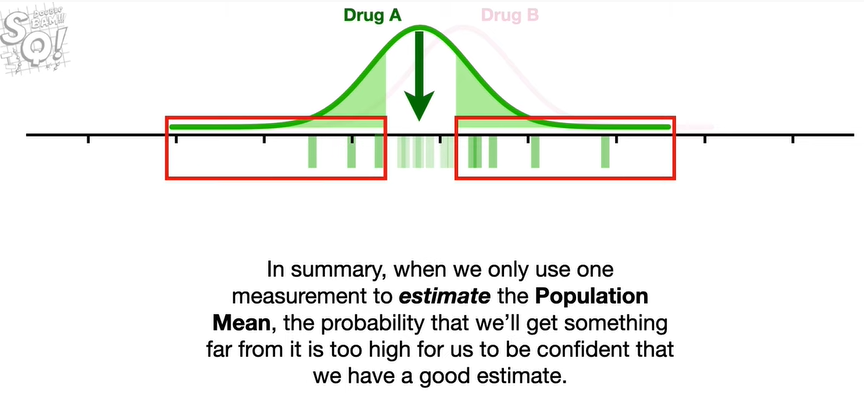 Drug A
Drug B
SQ!
In summary, when we only use one
measurement to estimate the Population
Mean, the probability that we'll get something
far from it is too high for us to be confident that
we have a good estimate.